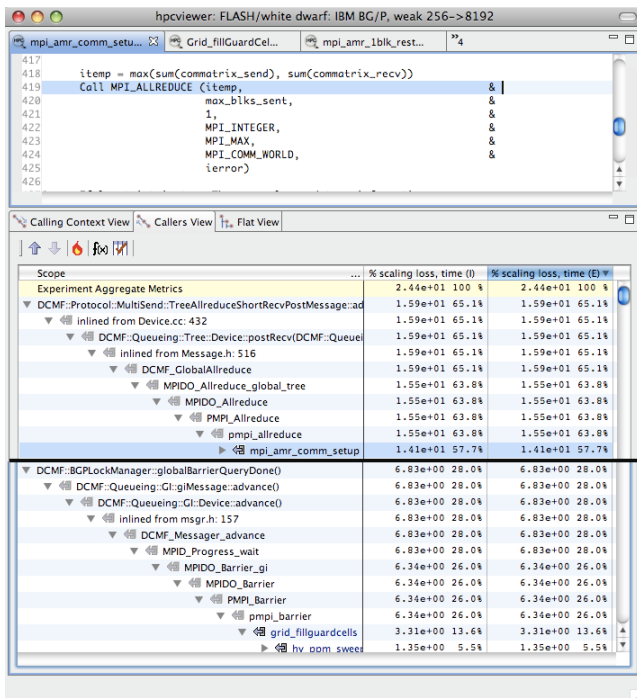 hpcviewer: FLASH/white dwarf: IBM BG/P, weak 256->8192
mpi_amr_comm_setu... Grid_fillGuardCel... mpi_amr_1blk_rest... "4
417
418 itemp = max(sum(commatrix_send), sum(commatrix_recv))
419 Call MPI_ALLREDUCE (itemp, &
420 max_blks_sent, &
421 1, &
422 MPI_INTEGER, &
423 MPI_MAX, &
424 MPI_COMM_WORLD, &
425 ierror)
426
Calling Context View Callers View Flat View
f(x)
Scope ... % scaling loss, time (I) % scaling loss, time (E)
Experiment Aggregate Metrics 2.44e+01 100 % 2.44e+01 100 %
DCMF::Protocol::MultiSend::TreeAllreduceShortRecvPostMessage::ad 1.59e+01 65.1% 1.59e+01 65.1%
inlined from Device.cc: 432 1.59e+01 65.1% 1.59e+01 65.1%
DCMF::Queueing::Tree::Device::postRecv(DCMF::Queuei 1.59e+01 65.1% 1.59e+01 65.1%
inlined from Message.h: 516 1.59e+01 65.1% 1.59e+01 65.1%
DCMF_GlobalAllreduce 1.59e+01 65.1% 1.59e+01 65.1%
MPIDO_Allreduce_global_tree 1.55e+01 63.8% 1.55e+01 63.8%
MPIDO_Allreduce 1.55e+01 63.8% 1.55e+01 63.8%
PMPI_Allreduce 1.55e+01 63.8% 1.55e+01 63.8%
pmpi_allreduce 1.55e+01 63.8% 1.55e+01 63.8%
mpi_amr_comm_setup 1.41e+01 57.7% 1.41e+01 57.7%
DCMF::BGPLockManager::globalBarrierQueryDone() 6.83e+00 28.0% 6.83e+00 28.0%
DCMF::Queueing::GI::giMessage::advance() 6.83e+00 28.0% 6.83e+00 28.0%
DCMF::Queueing::GI::Device::advance() 6.83e+00 28.0% 6.83e+00 28.0%
inlined from msgr.h: 157 6.83e+00 28.0% 6.83e+00 28.0%
DCMF_Messager_advance 6.83e+00 28.0% 6.83e+00 28.0%
MPID_Progress_wait 6.83e+00 28.0% 6.83e+00 28.0%
MPIDO_Barrier_gi 6.34e+00 26.0% 6.34e+00 26.0%
MPIDO_Barrier 6.34e+00 26.0% 6.34e+00 26.0%
PMPI_Barrier 6.34e+00 26.0% 6.34e+00 26.0%
pmpi_barrier 6.34e+00 26.0% 6.34e+00 26.0%
grid_fillguardcells 3.31e+00 13.6% 3.31e+00 13.6%
hy_ppm_sweep 1.35e+00 5.5% 1.35e+00 5.5%